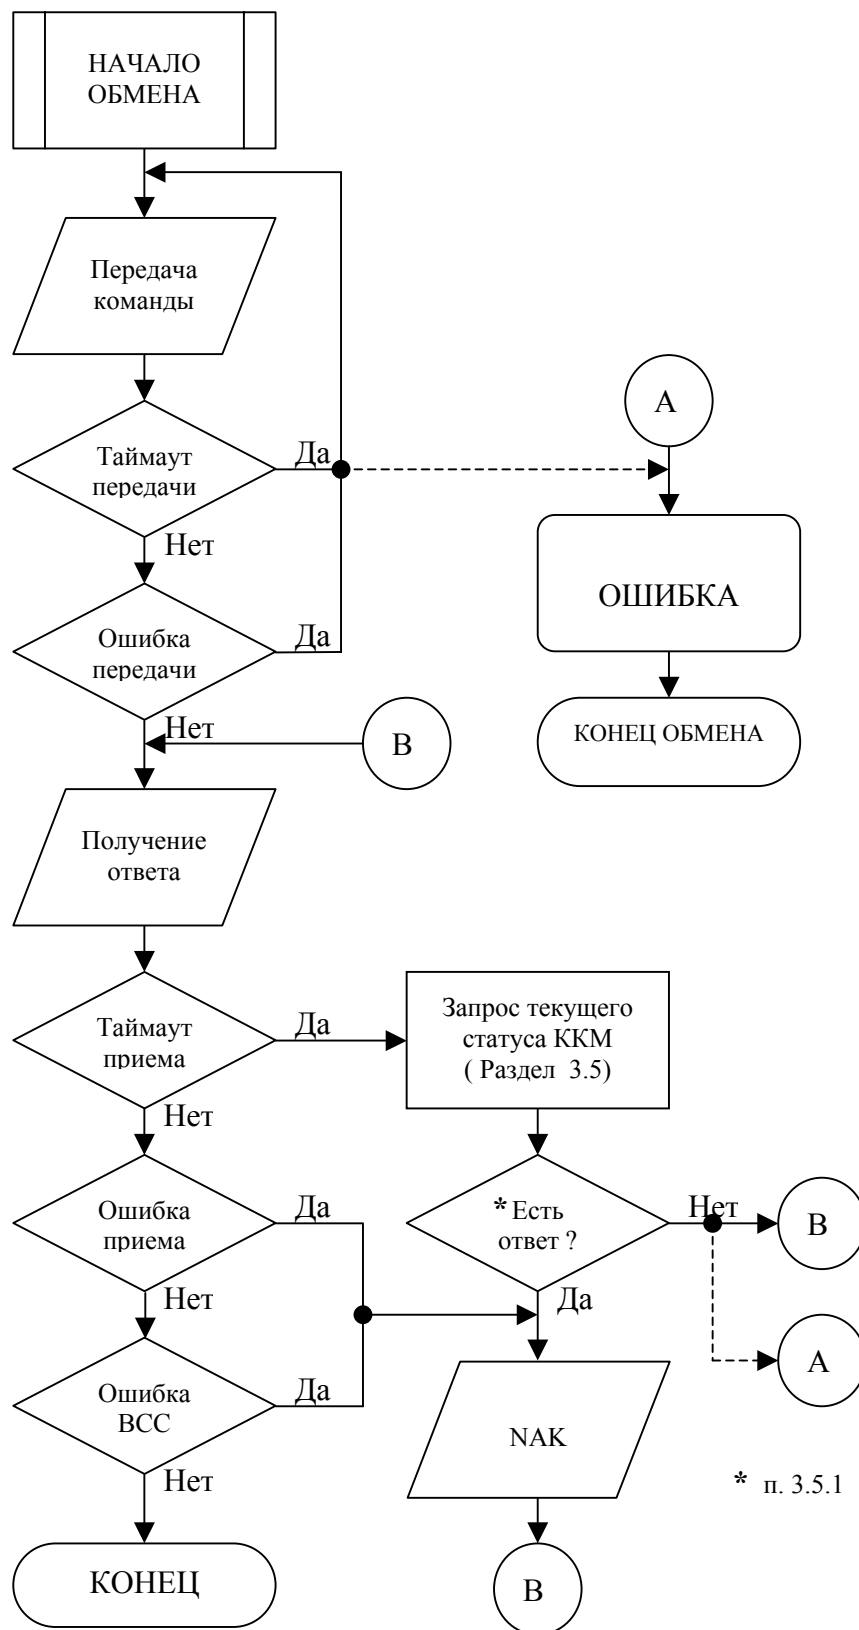 НАЧАЛО
ОБМЕНА
Передача
команды
Таймаут
передачи
Да
Нет
А
ОШИБКА
КОНЕЦ ОБМЕНА
Ошибка
передачи
Да
Нет
В
Получение
ответа
Таймаут
приема
Да
Нет
Запрос текущего
статуса ККМ
( Раздел 3.5)
* Есть
ответ ?
Нет
Да
В
А
Ошибка
приема
Да
Нет
Ошибка
ВСС
Да
Нет
NAK
* п. 3.5.1
КОНЕЦ
В